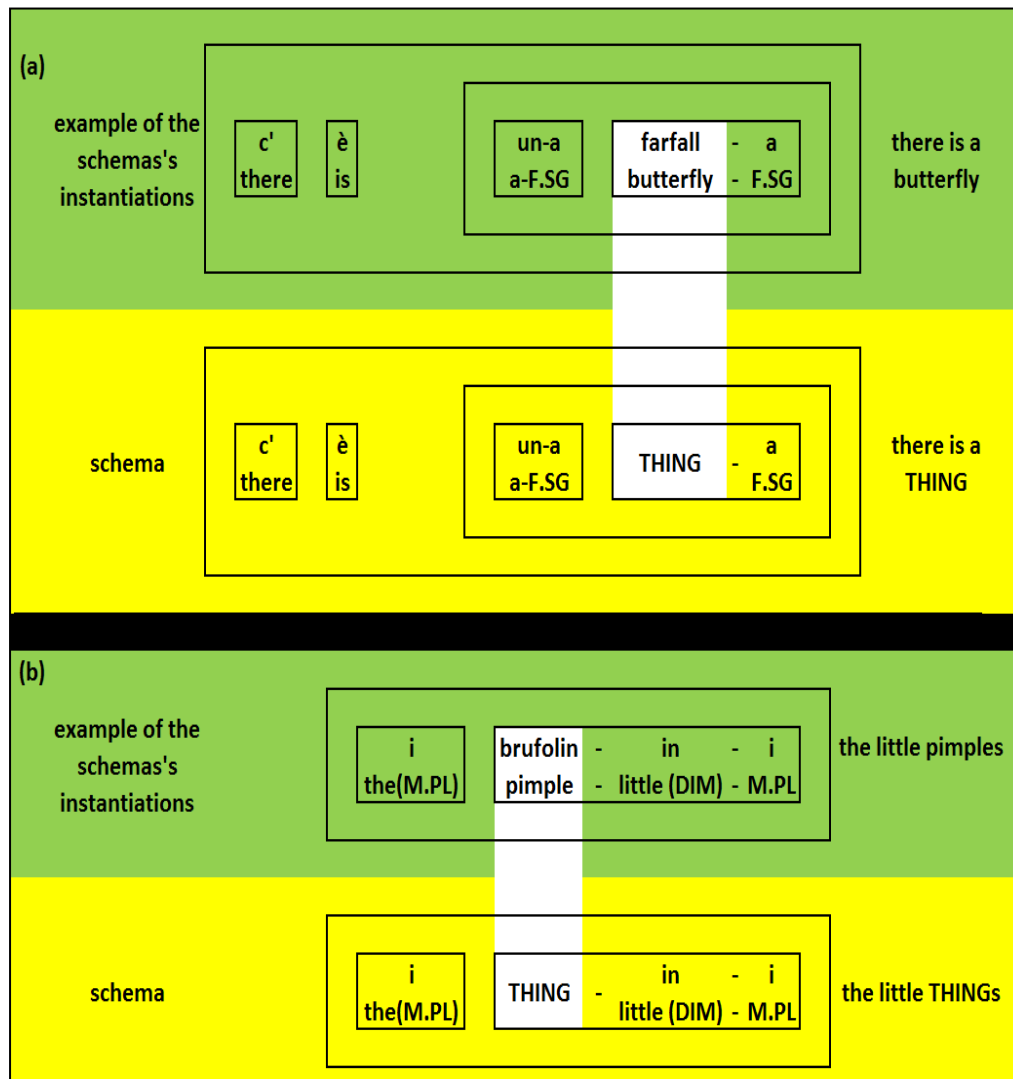 (a)
example of the
schemas's
instantiations
c' è un-a farfall - a
there is a-F.SG butterfly - F.SG
there is a
butterfly
schema
c' è un-a THING - a
there is a-F.SG F.SG
there is a
THING
(b)
example of the
schemas's
instantiations
i brufolin - in - i
the(M.PL) pimple - little (DIM) - M.PL
the little pimples
schema
i THING - in - i
the(M.PL) little (DIM) - M.PL
the little THINGs